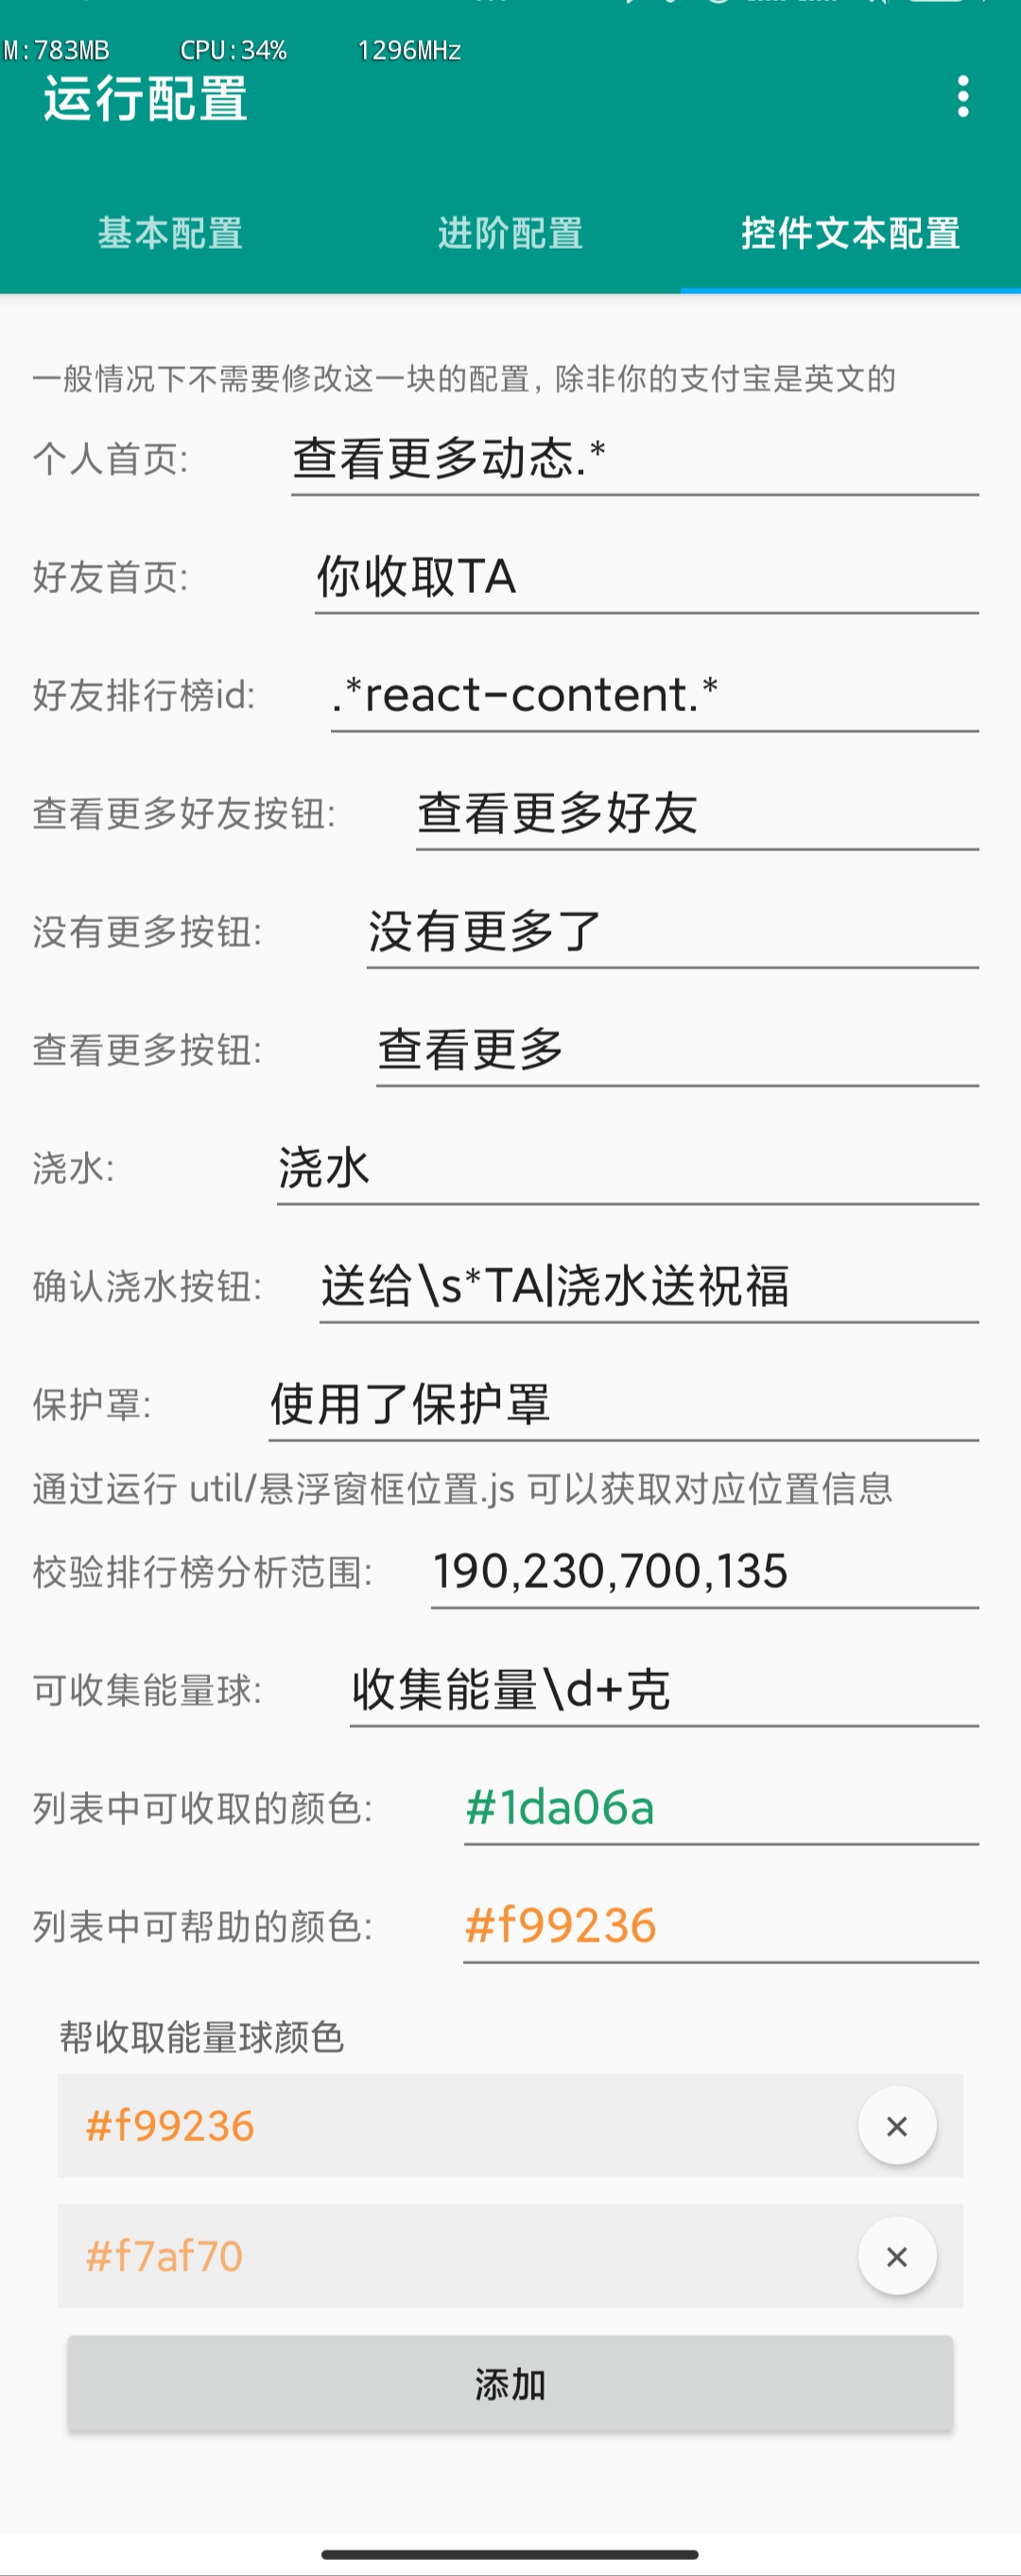 M:783MB CPU:34% 1296MHz
运行配置
基本配置 进阶配置 控件文本配置
一般情况下不需要修改这一块的配置, 除非你的支付宝是英文的
个人首页: 查看更多动态.*
好友首页: 你收取TA
好友排行榜id: .*react-content.*
查看更多好友按钮: 查看更多好友
没有更多按钮: 没有更多了
查看更多按钮: 查看更多
浇水: 浇水
确认浇水按钮: 送给\s*TA|浇水送祝福
保护罩: 使用了保护罩
通过运行 util/悬浮窗框位置.js 可以获取对应位置信息
校验排行榜分析范围: 190,230,700,135
可收集能量球: 收集能量\d+克
列表中可收取的颜色: #1da06a
列表中可帮助的颜色: #f99236
帮收取能量球颜色
#f99236
#f7af70
添加